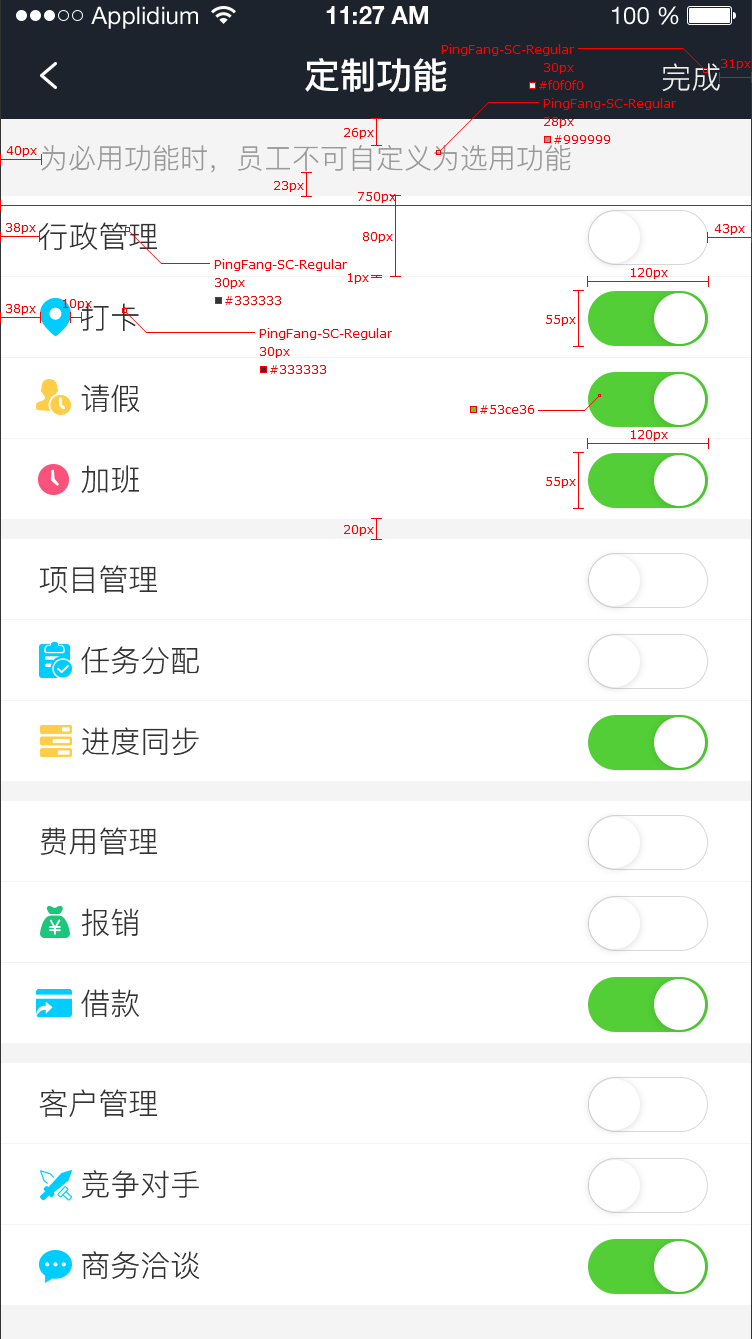 Applidium 11:27 AM 100 %
定制功能
完成
PingFang-SC-Regular
30px
#f0f0f0
31px
PingFang-SC-Regular
28px
#999999
26px
40px
为必用功能时，员工不可自定义为选用功能
23px
750px
38px
行政管理
80px
43px
PingFang-SC-Regular
30px
#333333
1px
120px
38px
10px
打卡
55px
PingFang-SC-Regular
30px
#333333
请假
#53ce36
120px
加班
55px
20px
项目管理
任务分配
进度同步
费用管理
¥
报销
借款
客户管理
竞争对手
商务洽谈